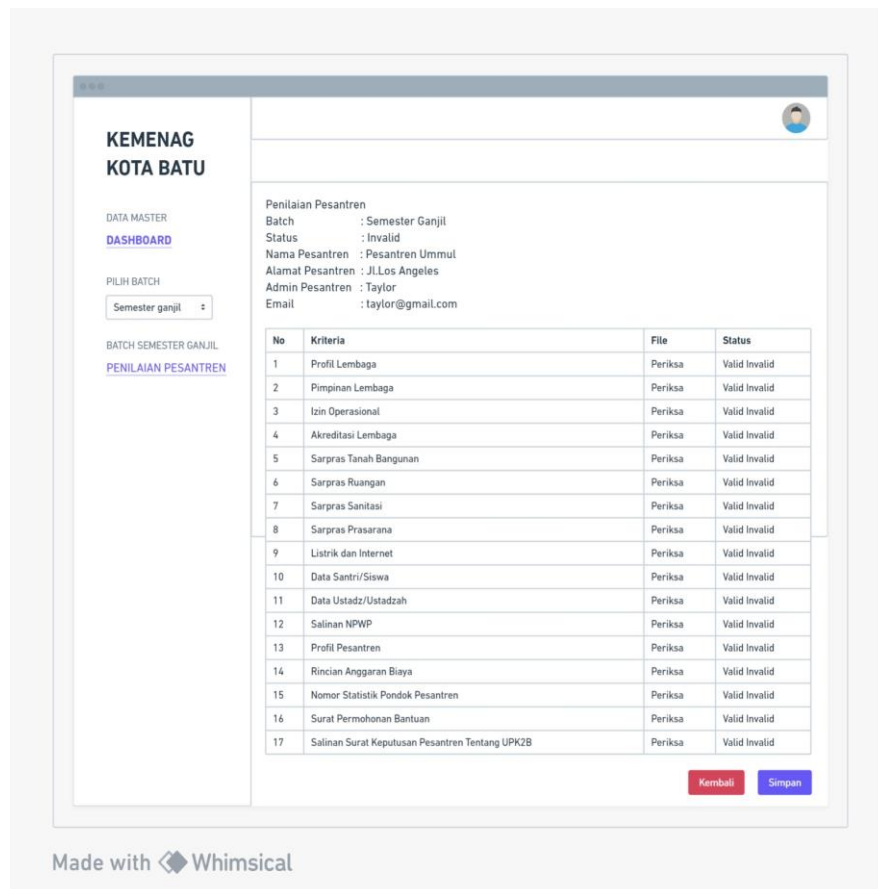 KEMENAG
KOTA BATU
DATA MASTER
DASHBOARD
PILIH BATCH
Semester ganjil
BATCH SEMESTER GANJIL
PENILAIAN PESANTREN
Penilaian Pesantren
Batch : Semester Ganjil
Status : Invalid
Nama Pesantren : Pesantren Ummul
Alamat Pesantren : Jl.Los Angeles
Admin Pesantren : Taylor
Email : taylor@gmail.com
No Kriteria File Status
1 Profil Lembaga Periksa Valid Invalid
2 Pimpinan Lembaga Periksa Valid Invalid
3 Izin Operasional Periksa Valid Invalid
4 Akreditasi Lembaga Periksa Valid Invalid
5 Sarpras Tanah Bangunan Periksa Valid Invalid
6 Sarpras Ruangan Periksa Valid Invalid
7 Sarpras Sanitasi Periksa Valid Invalid
8 Sarpras Prasarana Periksa Valid Invalid
9 Listrik dan Internet Periksa Valid Invalid
10 Data Santri/Siswa Periksa Valid Invalid
11 Data Ustadz/Ustadzah Periksa Valid Invalid
12 Salinan NPWP Periksa Valid Invalid
13 Profil Pesantren Periksa Valid Invalid
14 Rincian Anggaran Biaya Periksa Valid Invalid
15 Nomor Statistik Pondok Pesantren Periksa Valid Invalid
16 Surat Permohonan Bantuan Periksa Valid Invalid
17 Salinan Surat Keputusan Pesantren Tentang UPK2B Periksa Valid Invalid
Kembali Simpan
Made with Whimsical